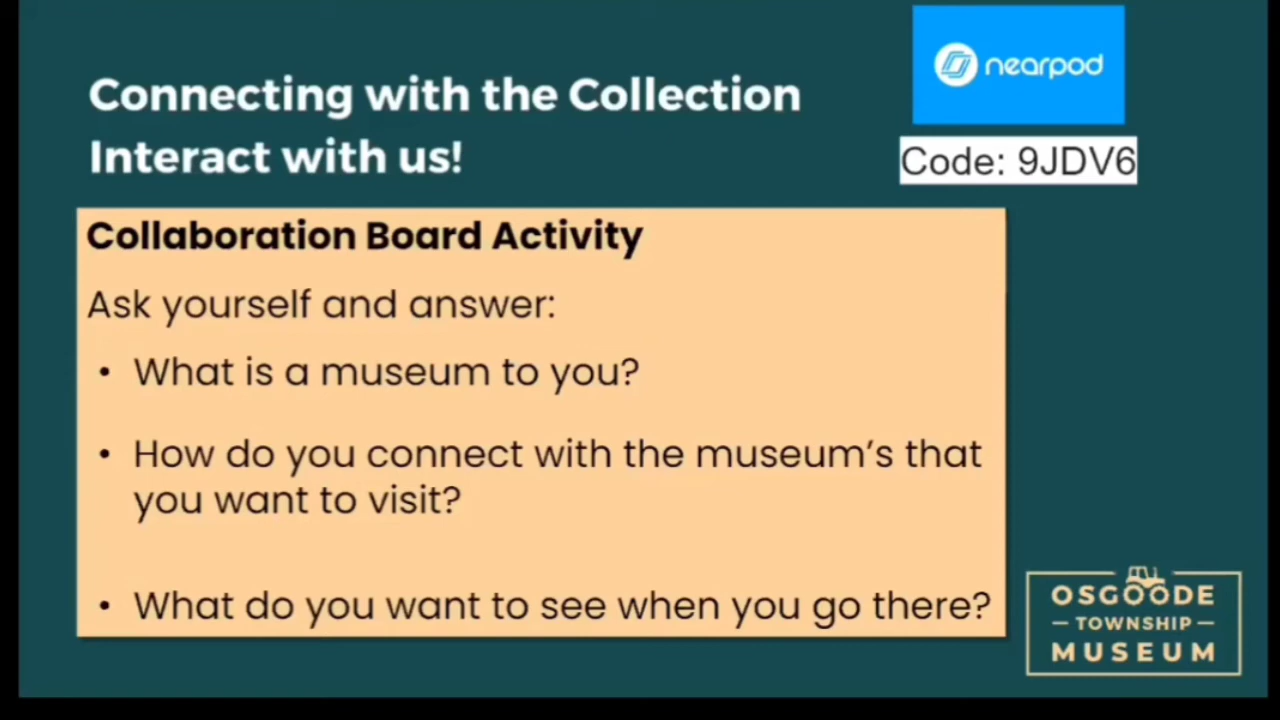 Connecting with the Collection
Interact with us!
nearpod
Code: 9JDV6
Collaboration Board Activity
Ask yourself and answer:
• What is a museum to you?
• How do you connect with the museum's that
you want to visit?
• What do you want to see when you go there?
OSGOODE
— TOWNSHIP —
MUSEUM